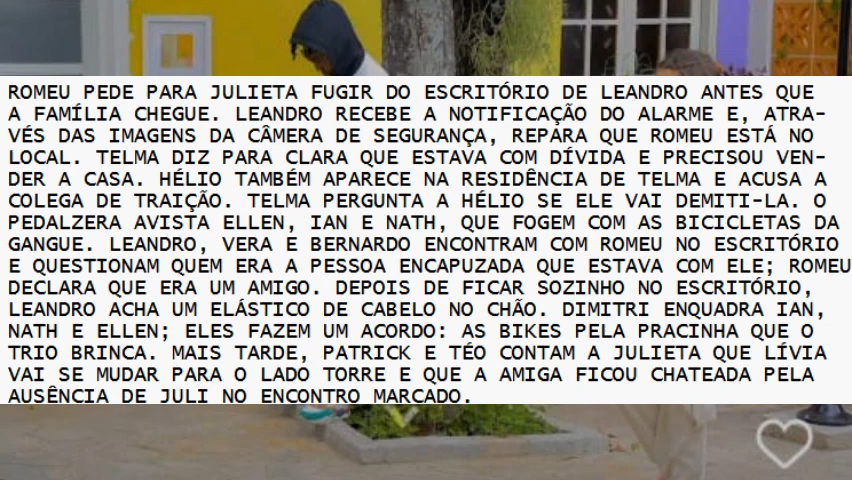 ROMEU PEDE PARA JULIETA FUGIR DO ESCRITÓRIO DE LEANDRO ANTES QUE
A FAMÍLIA CHEGUE. LEANDRO RECEBE A NOTIFICAÇÃO DO ALARME E, ATRA-
VÉS DAS IMAGENS DA CÂMERA DE SEGURANÇA, REPARA QUE ROMEU ESTÁ NO
LOCAL. TELMA DIZ PARA CLARA QUE ESTAVA COM DÍVIDA E PRECISOU VEN-
DER A CASA. HÉLIO TAMBÉM APARECE NA RESIDÊNCIA DE TELMA E ACUSA A
COLEGA DE TRAIÇÃO. TELMA PERGUNTA A HÉLIO SE ELE VAI DEMITI-LA. O
PEDALZERA AVISTA ELLEN, IAN E NATH, QUE FOGEM COM AS BICICLETAS DA
GANGUE. LEANDRO, VERA E BERNARDO ENCONTRAM COM ROMEU NO ESCRITÓRIO
E QUESTIONAM QUEM ERA A PESSOA ENCAPUZADA QUE ESTAVA COM ELE; ROMEU
DECLARA QUE ERA UM AMIGO. DEPOIS DE FICAR SOZINHO NO ESCRITÓRIO,
LEANDRO ACHA UM ELÁSTICO DE CABELO NO CHÃO. DIMITRI ENQUADRA IAN,
NATH E ELLEN; ELES FAZEM UM ACORDO: AS BIKES PELA PRACINHA QUE O
TRIO BRINCA. MAIS TARDE, PATRICK E TÉO CONTAM A JULIETA QUE LÍVIA
VAI SE MUDAR PARA O LADO TORRE E QUE A AMIGA FICOU CHATEADA PELA
AUSÊNCIA DE JULI NO ENCONTRO MARCADO.